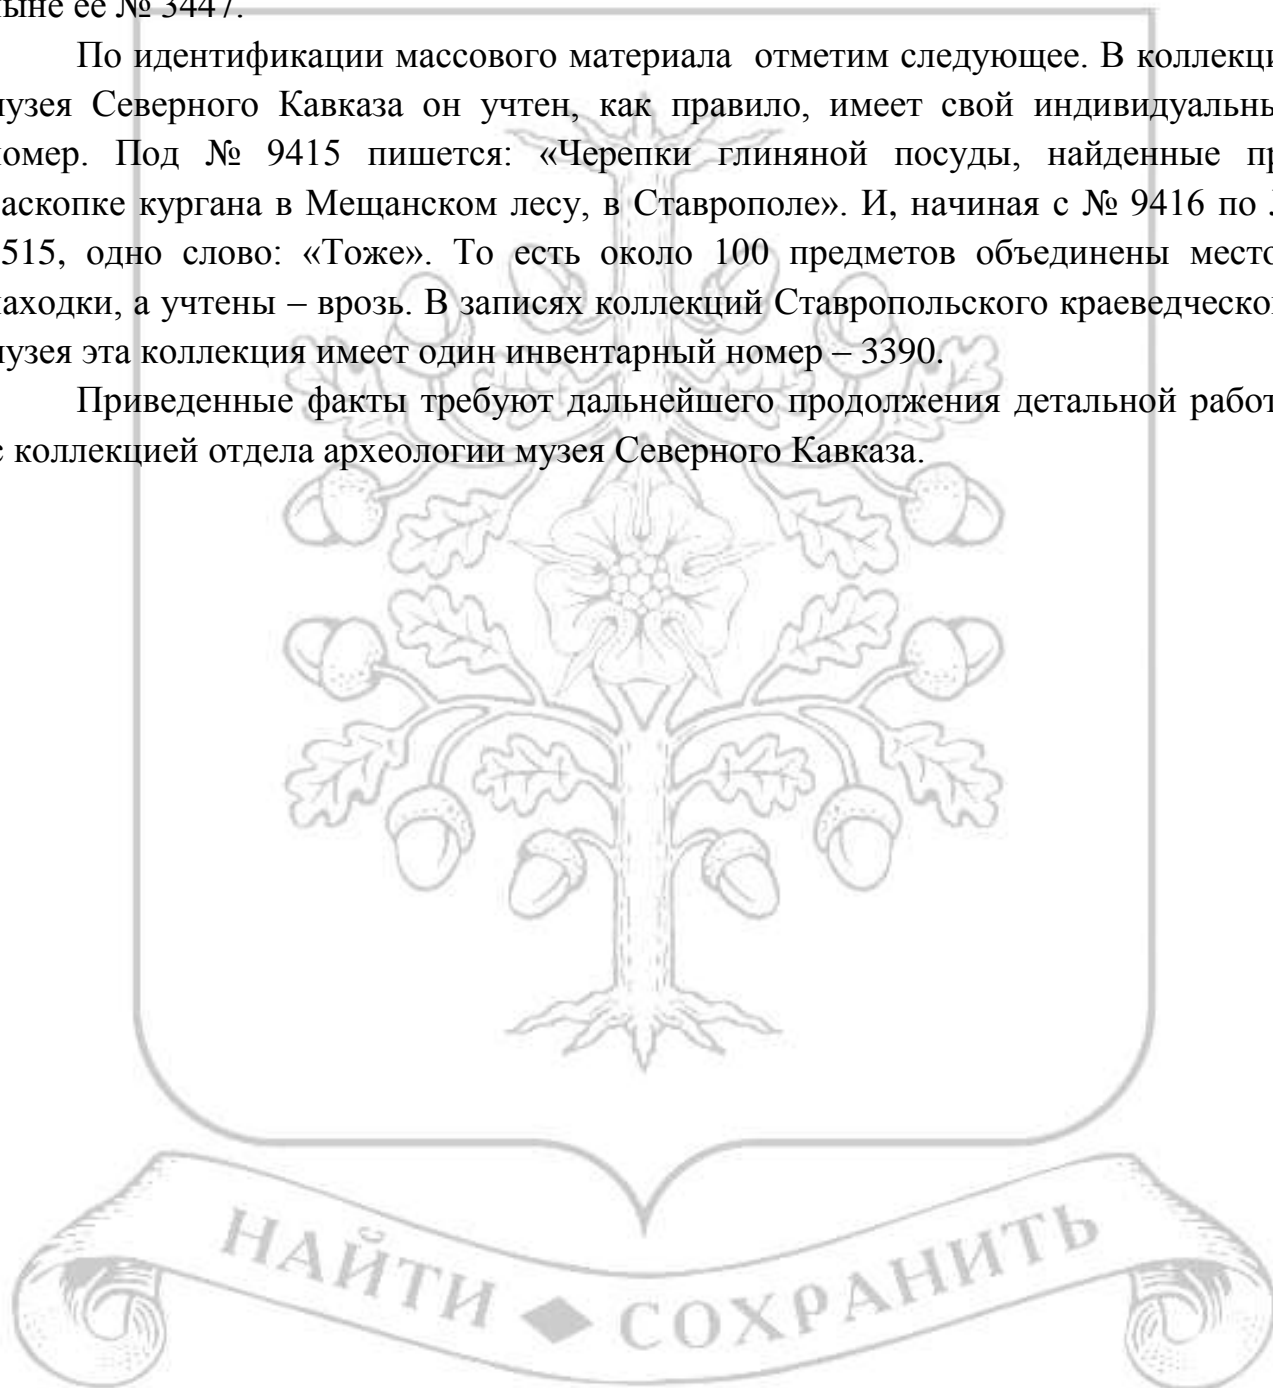 ныне ее № 3447.
По идентификации массового материала отметим следующее. В коллекци
музея Северного Кавказа он учтен, как правило, имеет свой индивидуальны
номер. Под № 9415 пишется: «Черепки глиняной посуды, найденные пр
раскопке кургана в Мещанском лесу, в Ставрополе». И, начиная с № 9416 по
515, одно слово: «Тоже». То есть около 100 предметов объединены место
находки, а учтены – врозь. В записях коллекций Ставропольского краеведческо
музея эта коллекция имеет один инвентарный номер – 3390.
Приведенные факты требуют дальнейшего продолжения детальной работ
с коллекцией отдела археологии музея Северного Кавказа.
НАЙТИ ◆ СОХРАНИТЬ